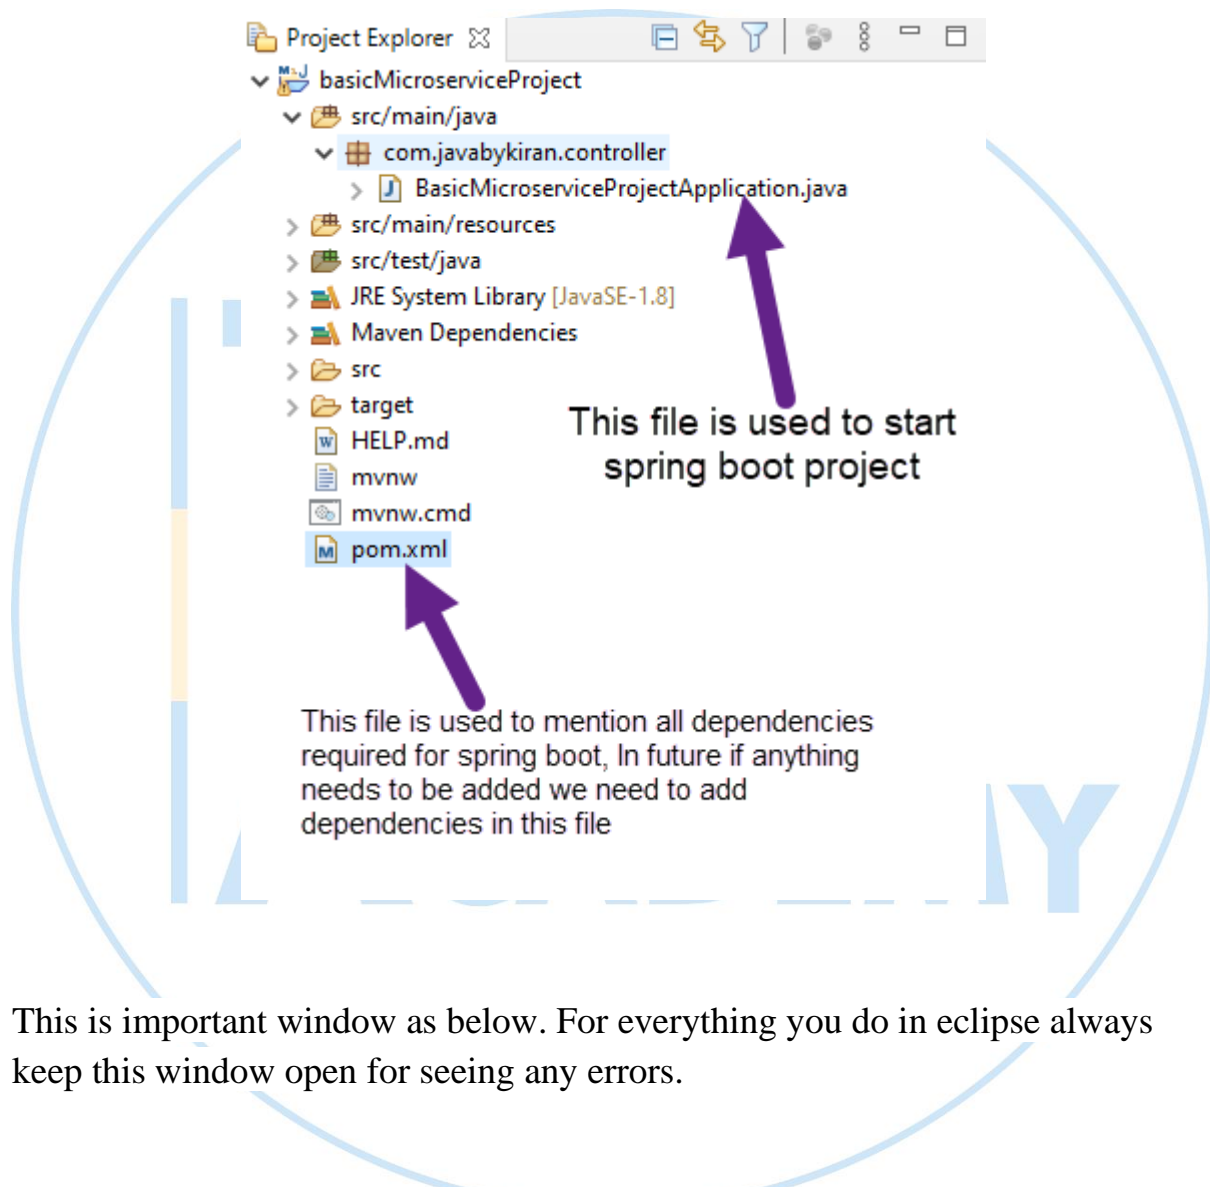 Project Explorer
basicMicroserviceProject
src/main/java
com.javabykiran.controller
BasicMicroserviceProjectApplication.java
src/main/resources
src/test/java
JRE System Library [JavaSE-1.8]
Maven Dependencies
src
target
HELP.md
mvnw
mvnw.cmd
pom.xml
This file is used to start
spring boot project
This file is used to mention all dependencies
required for spring boot, In future if anything
needs to be added we need to add
dependencies in this file
This is important window as below. For everything you do in eclipse always
keep this window open for seeing any errors.